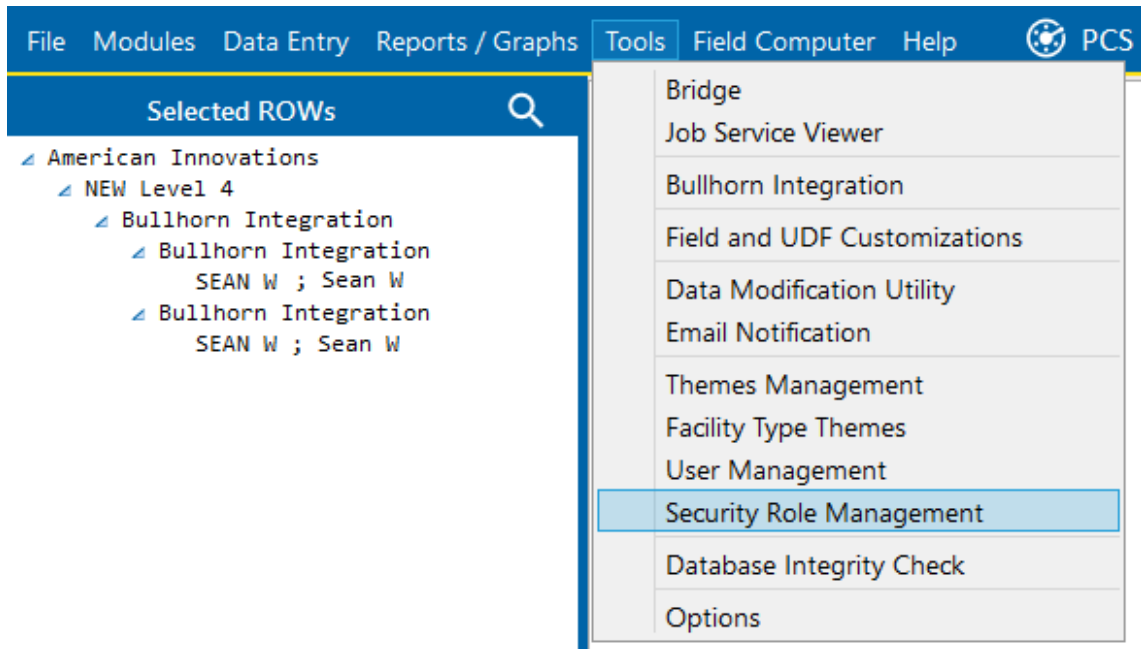 File Modules Data Entry Reports / Graphs Tools Field Computer Help PCS
Selected ROWs
American Innovations
NEW Level 4
Bullhorn Integration
Bullhorn Integration
SEAN W ; Sean W
Bullhorn Integration
SEAN W ; Sean W
Bridge
Job Service Viewer
Bullhorn Integration
Field and UDF Customizations
Data Modification Utility
Email Notification
Themes Management
Facility Type Themes
User Management
Security Role Management
Database Integrity Check
Options